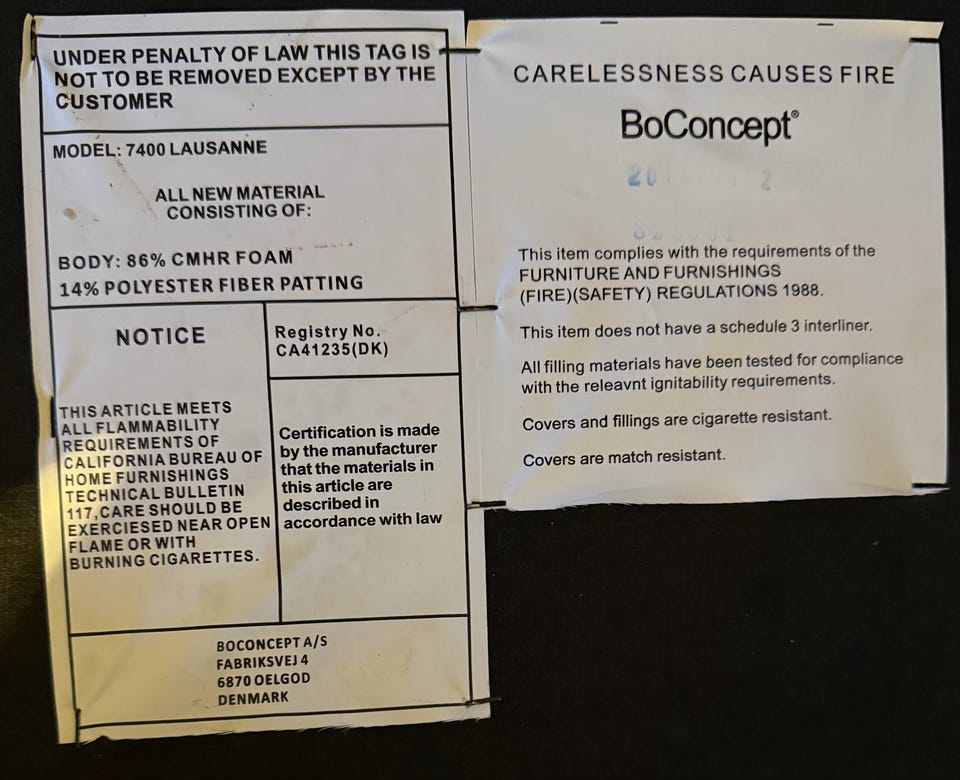 UNDER PENALTY OF LAW THIS TAG IS
NOT TO BE REMOVED EXCEPT BY THE
CUSTOMER
MODEL: 7400 LAUSANNE
ALL NEW MATERIAL
CONSISTING OF:
BODY: 86% CMHR FOAM
14% POLYESTER FIBER PATTING
NOTICE
THIS ARTICLE MEETS
ALL FLAMMABILITY
REQUIREMENTS OF
CALIFORNIA BUREAU OF
HOME FURNISHINGS
TECHNICAL BULLETIN
117,CARE SHOULD BE
EXERCIESED NEAR OPEN
FLAME OR WITH
BURNING CIGARETTES.
Registry No.
CA41235(DK)
Certification is made
by the manufacturer
that the materials in
this article are
described in
accordance with law
BOCONCEPT A/S
FABRIKSVEJ 4
6870 OELGOD
DENMARK
CARELESSNESS CAUSES FIRE
BoConcept®
This item complies with the requirements of the
FURNITURE AND FURNISHINGS
(FIRE)(SAFETY) REGULATIONS 1988.
This item does not have a schedule 3 interliner.
All filling materials have been tested for compliance
with the releavnt ignitability requirements.
Covers and fillings are cigarette resistant.
Covers are match resistant.